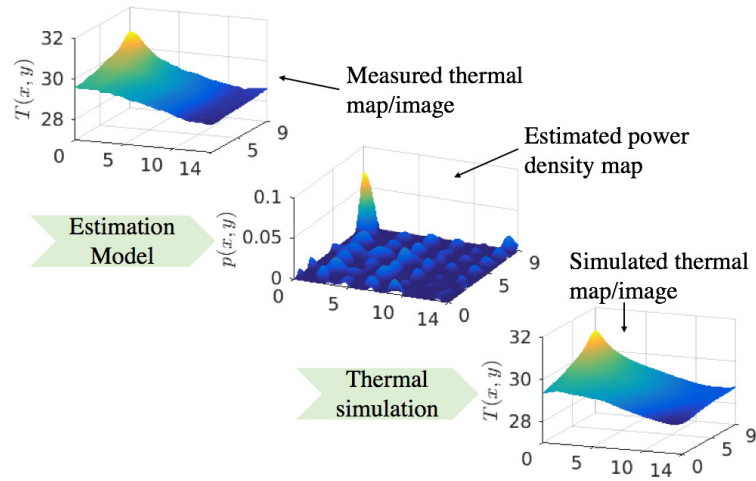 32
30
28
T(x, y)
0
5
10
14
5
9
Measured thermal
map/image
Estimated power
density map
Estimation
Model
0.1
0.05
0
p(x, y)
0
5
10
14
0
5
9
Simulated thermal
map/image
Thermal
simulation
32
30
28
T(x, y)
0
5
10
14
0
5
9